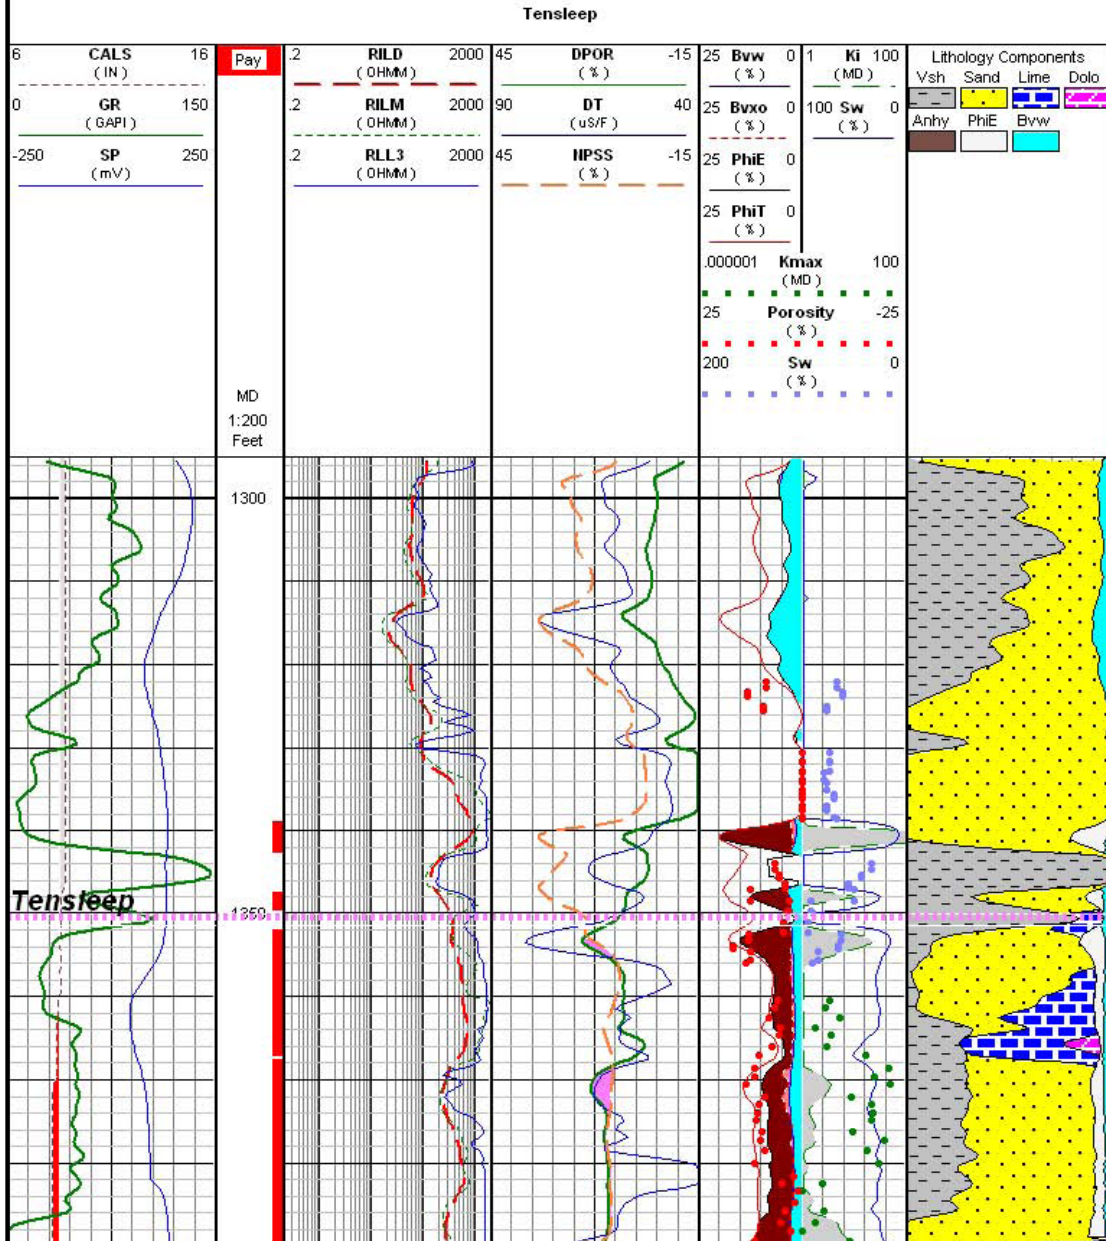 Tensleep
6 CALS 16
( IN )
0 GR 150
( GAPI )
-250 SP 250
( mV )
Pay
MD
1:200
Feet
.2 RILD 2000
( OHMM )
.2 RILM 2000
( OHMM )
.2 RLL3 2000
( OHMM )
45 DPOR -15
( % )
90 DT 40
( uS/F )
45 NPSS -15
( % )
25 Bvw 0
( % )
25 Bvxo 0
( % )
25 PhiE 0
( % )
25 PhiT 0
( % )
1 Ki 100
( MD )
100 Sw 0
( % )
.000001 Kmax 100
( MD )
25 Porosity -25
( % )
200 Sw 0
( % )
Lithology Components
Vsh Sand Lime Dolo
Anhy PhiE Bvw
1300
Tensleep
1350